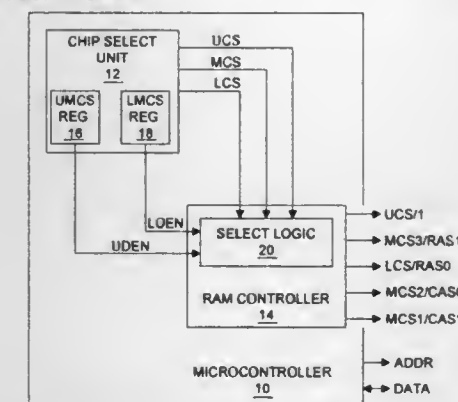 CHIP SELECT
UNIT
12
UMCS
REG
16
LMCS
REG
18
UCS
MCS
LCS
LDEN
UDEN
SELECT LOGIC
20
RAM CONTROLLER
14
UCS/1
MCS3/RAS1
LCS/RAS0
MCS2/CAS0
MCS1/CAS1
ADDR
DATA
MICROCONTROLLER
10